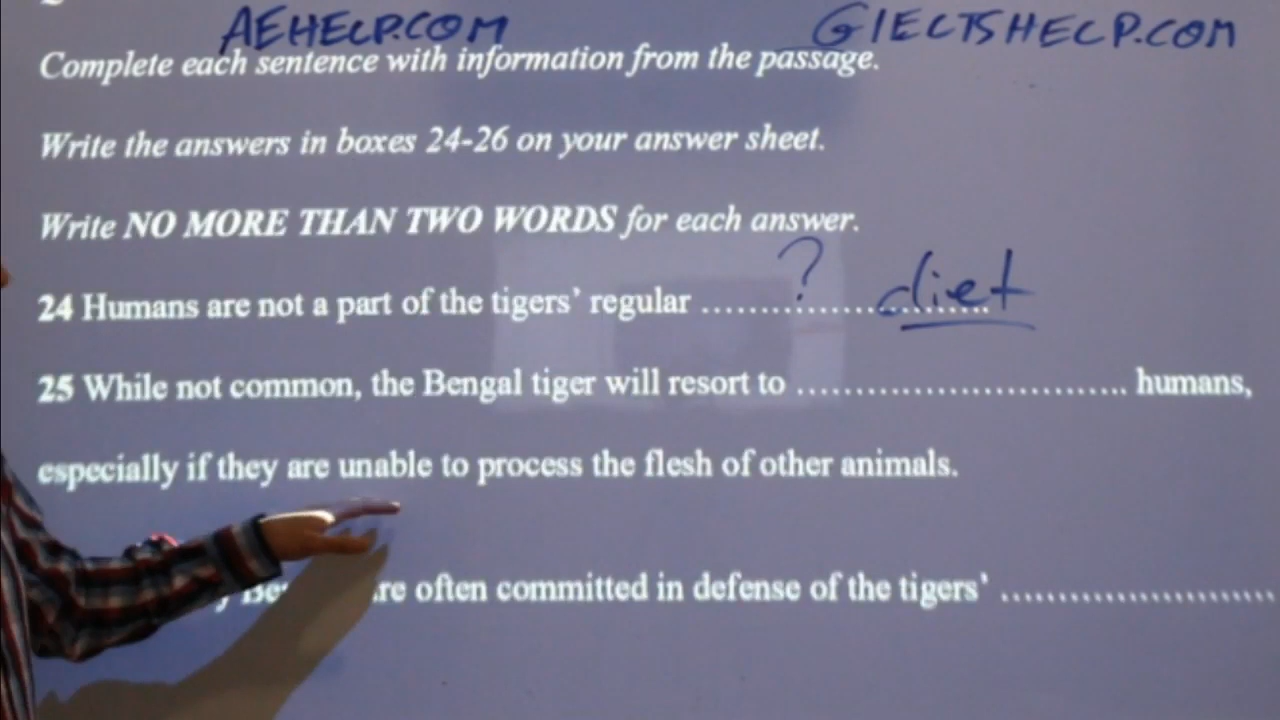 AEHELP.COM GIELTSHELP.COM
Complete each sentence with information from the passage.
Write the answers in boxes 24-26 on your answer sheet.
Write NO MORE THAN TWO WORDS for each answer.
24 Humans are not a part of the tigers' regular ........?........ diet
25 While not common, the Bengal tiger will resort to ............................ humans,
especially if they are unable to process the flesh of other animals.
often committed in defense of the tigers' .......................